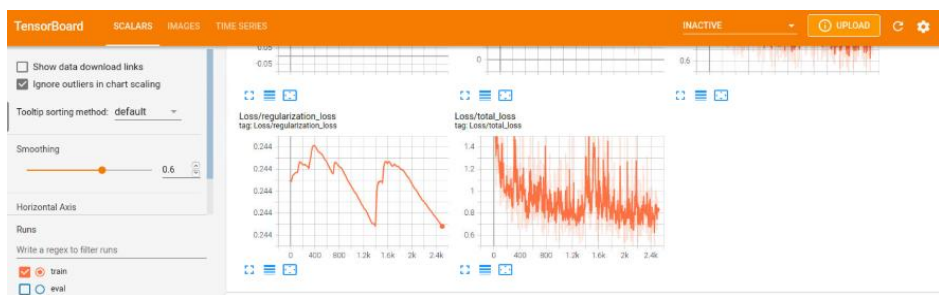 TensorBoard SCALARS IMAGES TIME SERIES INACTIVE UPLOAD
Show data download links
Ignore outliers in chart scaling
Tooltip sorting method: default
Smoothing
0.6
Horizontal Axis
Runs
Write a regex to filter runs
train
eval
0.05
-0.05
0
0.6
Loss/regularization_loss
tag: Loss/regularization_loss
0.244
0.244
0.244
0.244
0.244
0 400 800 1.2k 1.6k 2k 2.4k
Loss/total_loss
tag: Loss/total_loss
1.4
1.2
1
0.8
0.6
0 400 800 1.2k 1.6k 2k 2.4k